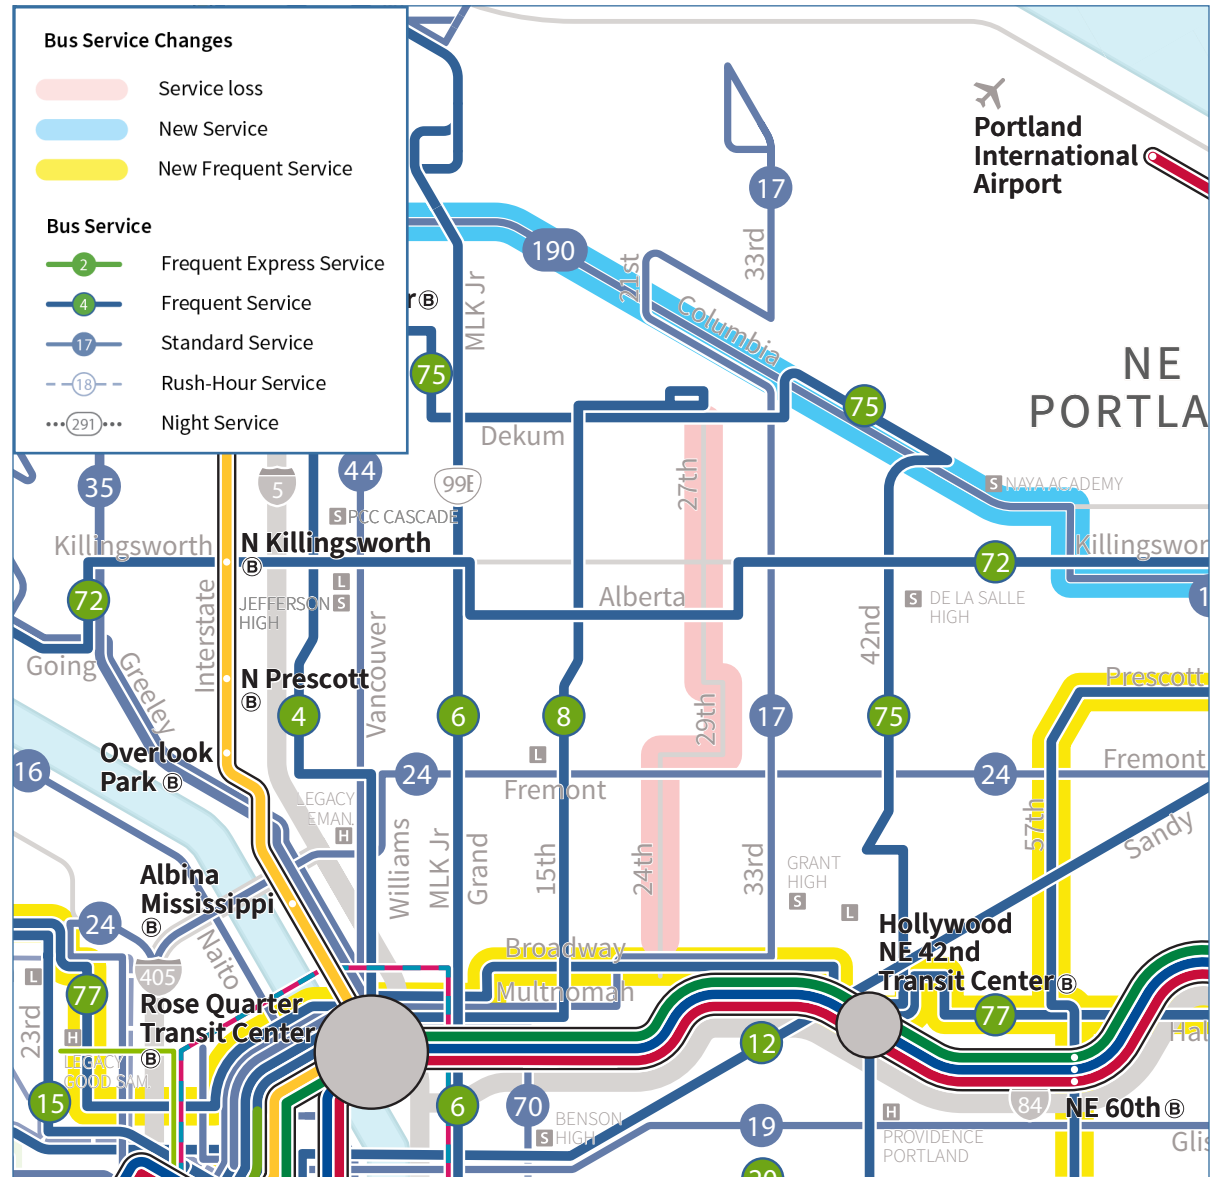 Bus Service Changes
Service loss
New Service
New Frequent Service
Bus Service
2 Frequent Express Service
4 Frequent Service
17 Standard Service
18 Rush-Hour Service
291 Night Service
Portland
International
Airport
17
33rd
190
21st
MLK Jr
r B
Columbia
NE
PORTLA
75
75
Dekum
27th
35
44
5
99E
S NAYA ACADEMY
S PCC CASCADE
Killingsworth
N Killingsworth
B
Killingswor
72
72
L
S
JEFFERSON
HIGH
Alberta
S DE LA SALLE
HIGH
1
Interstate
Vancouver
42nd
Going
Greeley
N Prescott
B
Prescott
4
6
8
29th
17
75
Overlook
Park B
16
24
L
Fremont
24
Fremont
LEGACY
EMAN.
H
Williams
MLK Jr
Grand
15th
24th
33rd
57th
Sandy
GRANT
HIGH
S
L
Albina
Mississippi
B
24
Naito
405
Hollywood
NE 42nd
Transit Center B
Broadway
Multnomah
L
77
23rd
H
LEGACY
GOOD SAM.
Rose Quarter
Transit Center
B
77
Hal
12
15
6
70
BENSON
S HIGH
19
H
PROVIDENCE
PORTLAND
84
NE 60th B
Glis
20